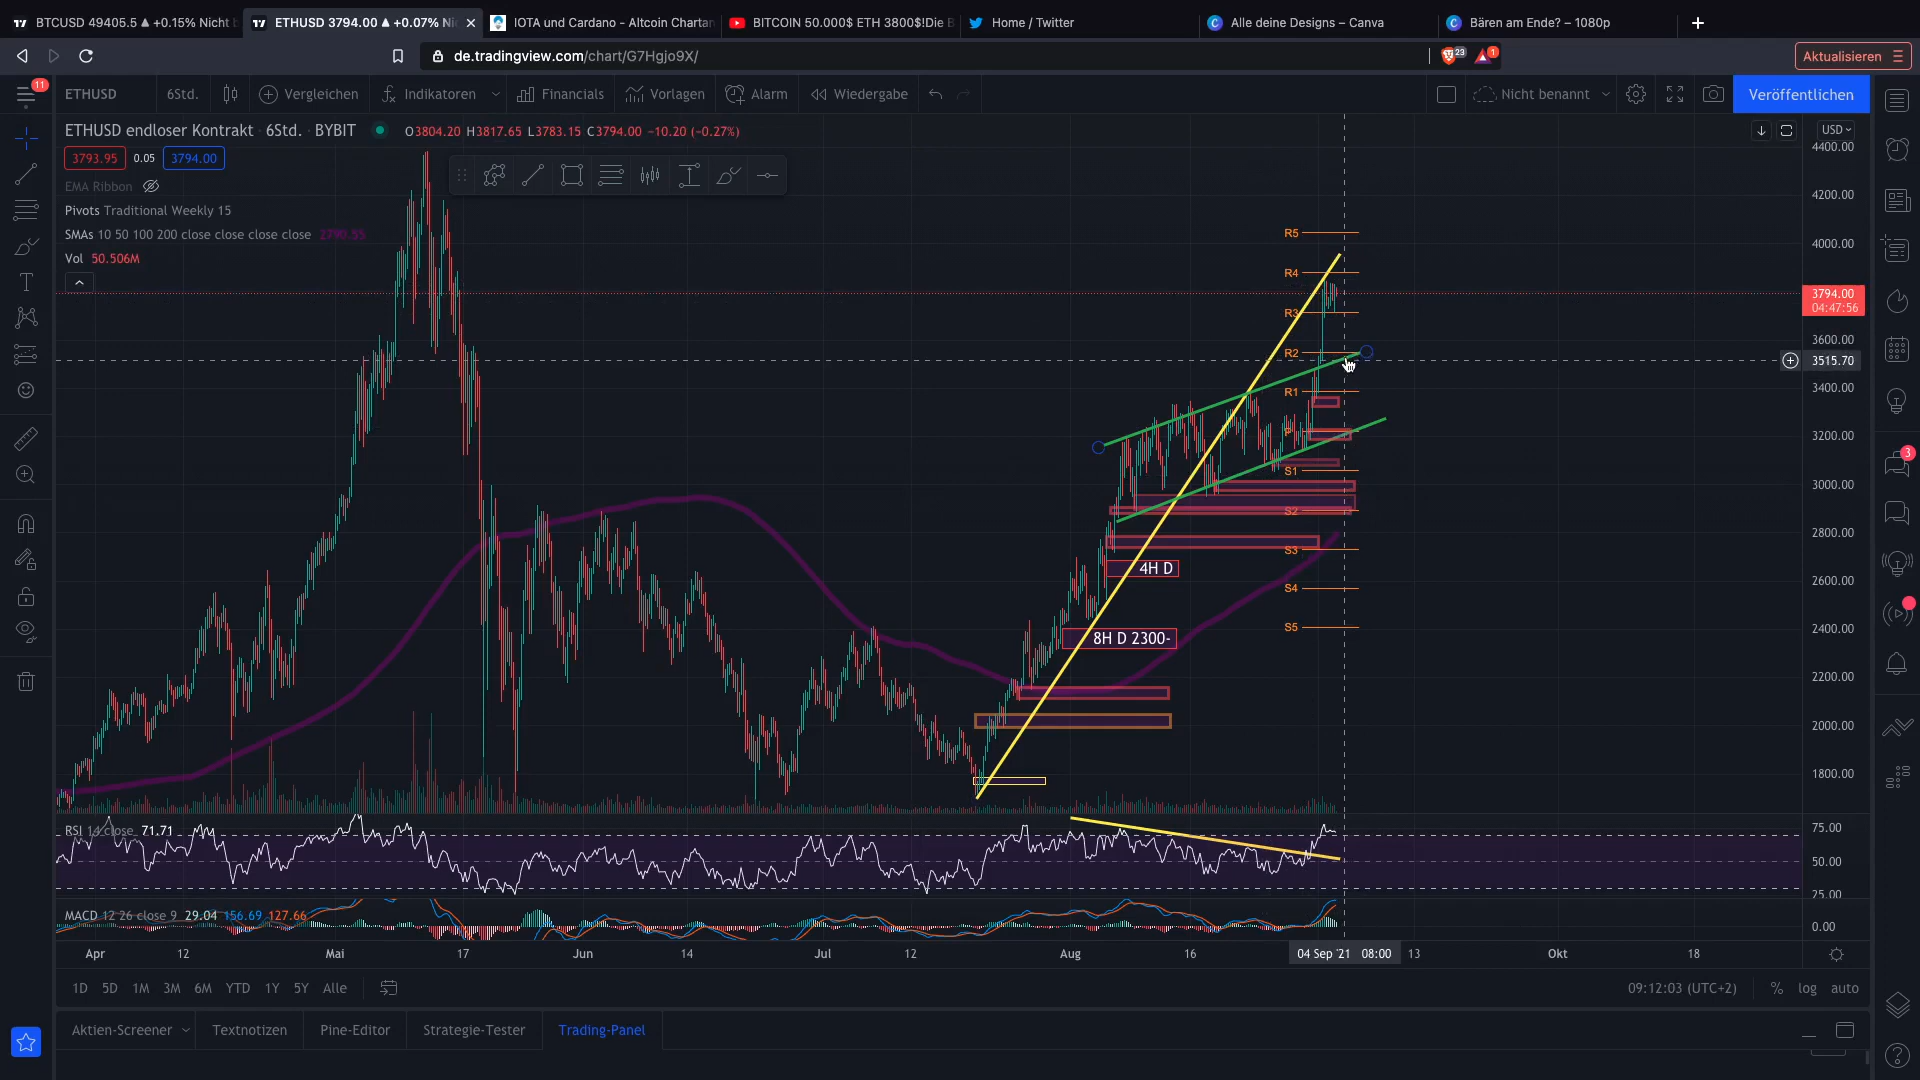 BTCUSD 49405.5 ▲ +0.15% Nicht
ETHUSD 3794.00 ▲ +0.07% Ni
IOTA und Cardano - Altcoin Chartan
BITCOIN 50.000$ ETH 3800$!Die B
Home / Twitter
Alle deine Designs – Canva
Bären am Ende? – 1080p
de.tradingview.com/chart/G7Hgjo9X/
23
1
Aktualisieren
11
ETHUSD
6Std.
Vergleichen
Indikatoren
Financials
Vorlagen
Alarm
Wiedergabe
Nicht benannt
Veröffentlichen
ETHUSD endloser Kontrakt · 6Std. · BYBIT
O3804.20 H3817.65 L3783.15 C3794.00 −10.20 (−0.27%)
USD
3793.95 0.05 3794.00
EMA Ribbon
Pivots Traditional Weekly 15
SMAs 10 50 100 200 close close close close 2790.55
Vol 50.506M
4400.00
4200.00
4000.00
3794.00
04:47:56
3600.00
3515.70
3400.00
3200.00
3000.00
2800.00
2600.00
2400.00
2200.00
2000.00
1800.00
R5
R4
R3
R2
R1
P
S1
S2
S3
S4
S5
4H D
8H D 2300-
3
RSI 14 close 71.71
75.00
50.00
25.00
MACD 12 26 close 9 29.04 156.69 127.66
0.00
Apr 12 Mai 17 Jun 14 Jul 12 Aug 16 04 Sep '21 08:00 13 Okt 18
1D 5D 1M 3M 6M YTD 1Y 5Y Alle
09:12:03 (UTC+2) % log auto
Aktien-Screener Textnotizen Pine-Editor Strategie-Tester Trading-Panel